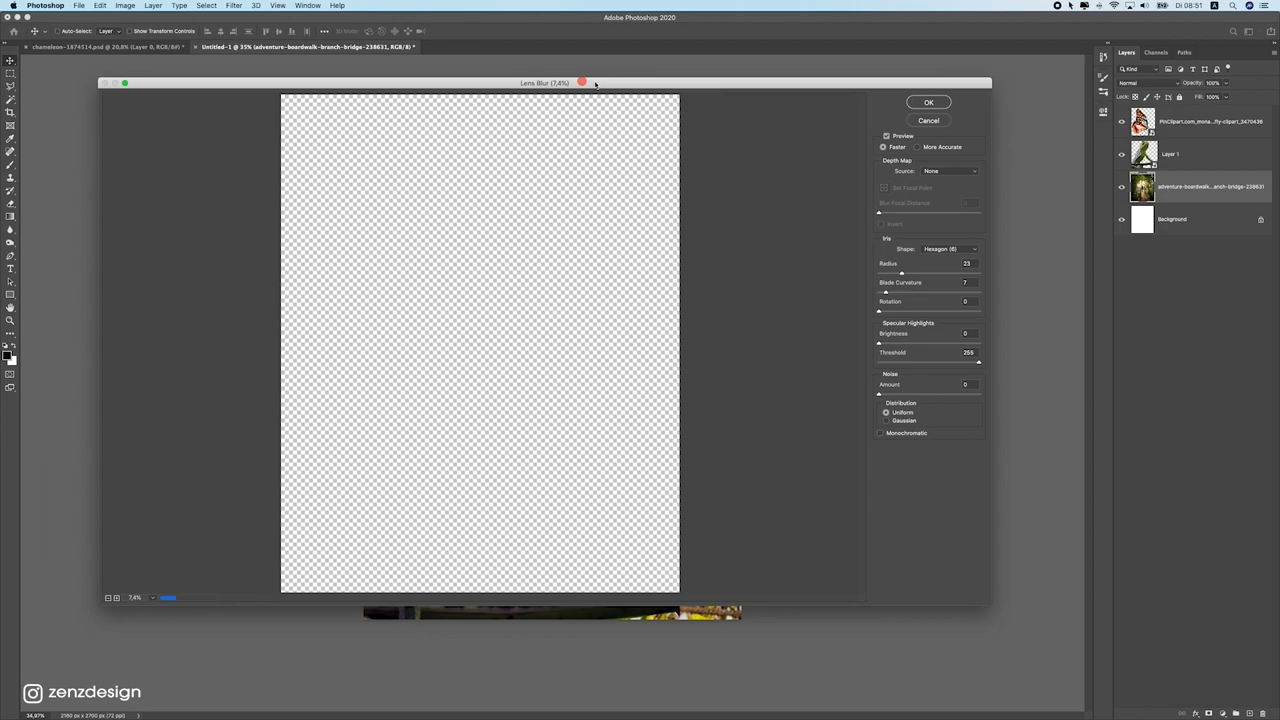 Photoshop File Edit Image Layer Type Select Filter 3D View Window Help
Di 08:51
Adobe Photoshop 2020
Auto-Select: Layer Show Transform Controls
3D Mode:
chameleon-1874514.psd @ 20,8% (Layer 0, RGB/8#) *
Untitled-1 @ 35% (adventure-boardwalk-branch-bridge-238631, RGB/8) *
Layers Channels Paths
Kind
Normal Opacity: 100%
Lock: Fill: 100%
PinClipart.com_mona...fly-clipart_3470436
Layer 1
adventure-boardwalk...anch-bridge-238631
Background
Lens Blur (7,4%)
OK
Cancel
Preview
Faster More Accurate
Depth Map
Source: None
Set Focal Point
Blur Focal Distance
Invert
Iris
Shape: Hexagon (6)
Radius 23
Blade Curvature 7
Rotation 0
Specular Highlights
Brightness 0
Threshold 255
Noise
Amount 0
Distribution
Uniform
Gaussian
Monochromatic
7,4%
zenzdesign
34,97% 2160 px x 2700 px (72 ppi)